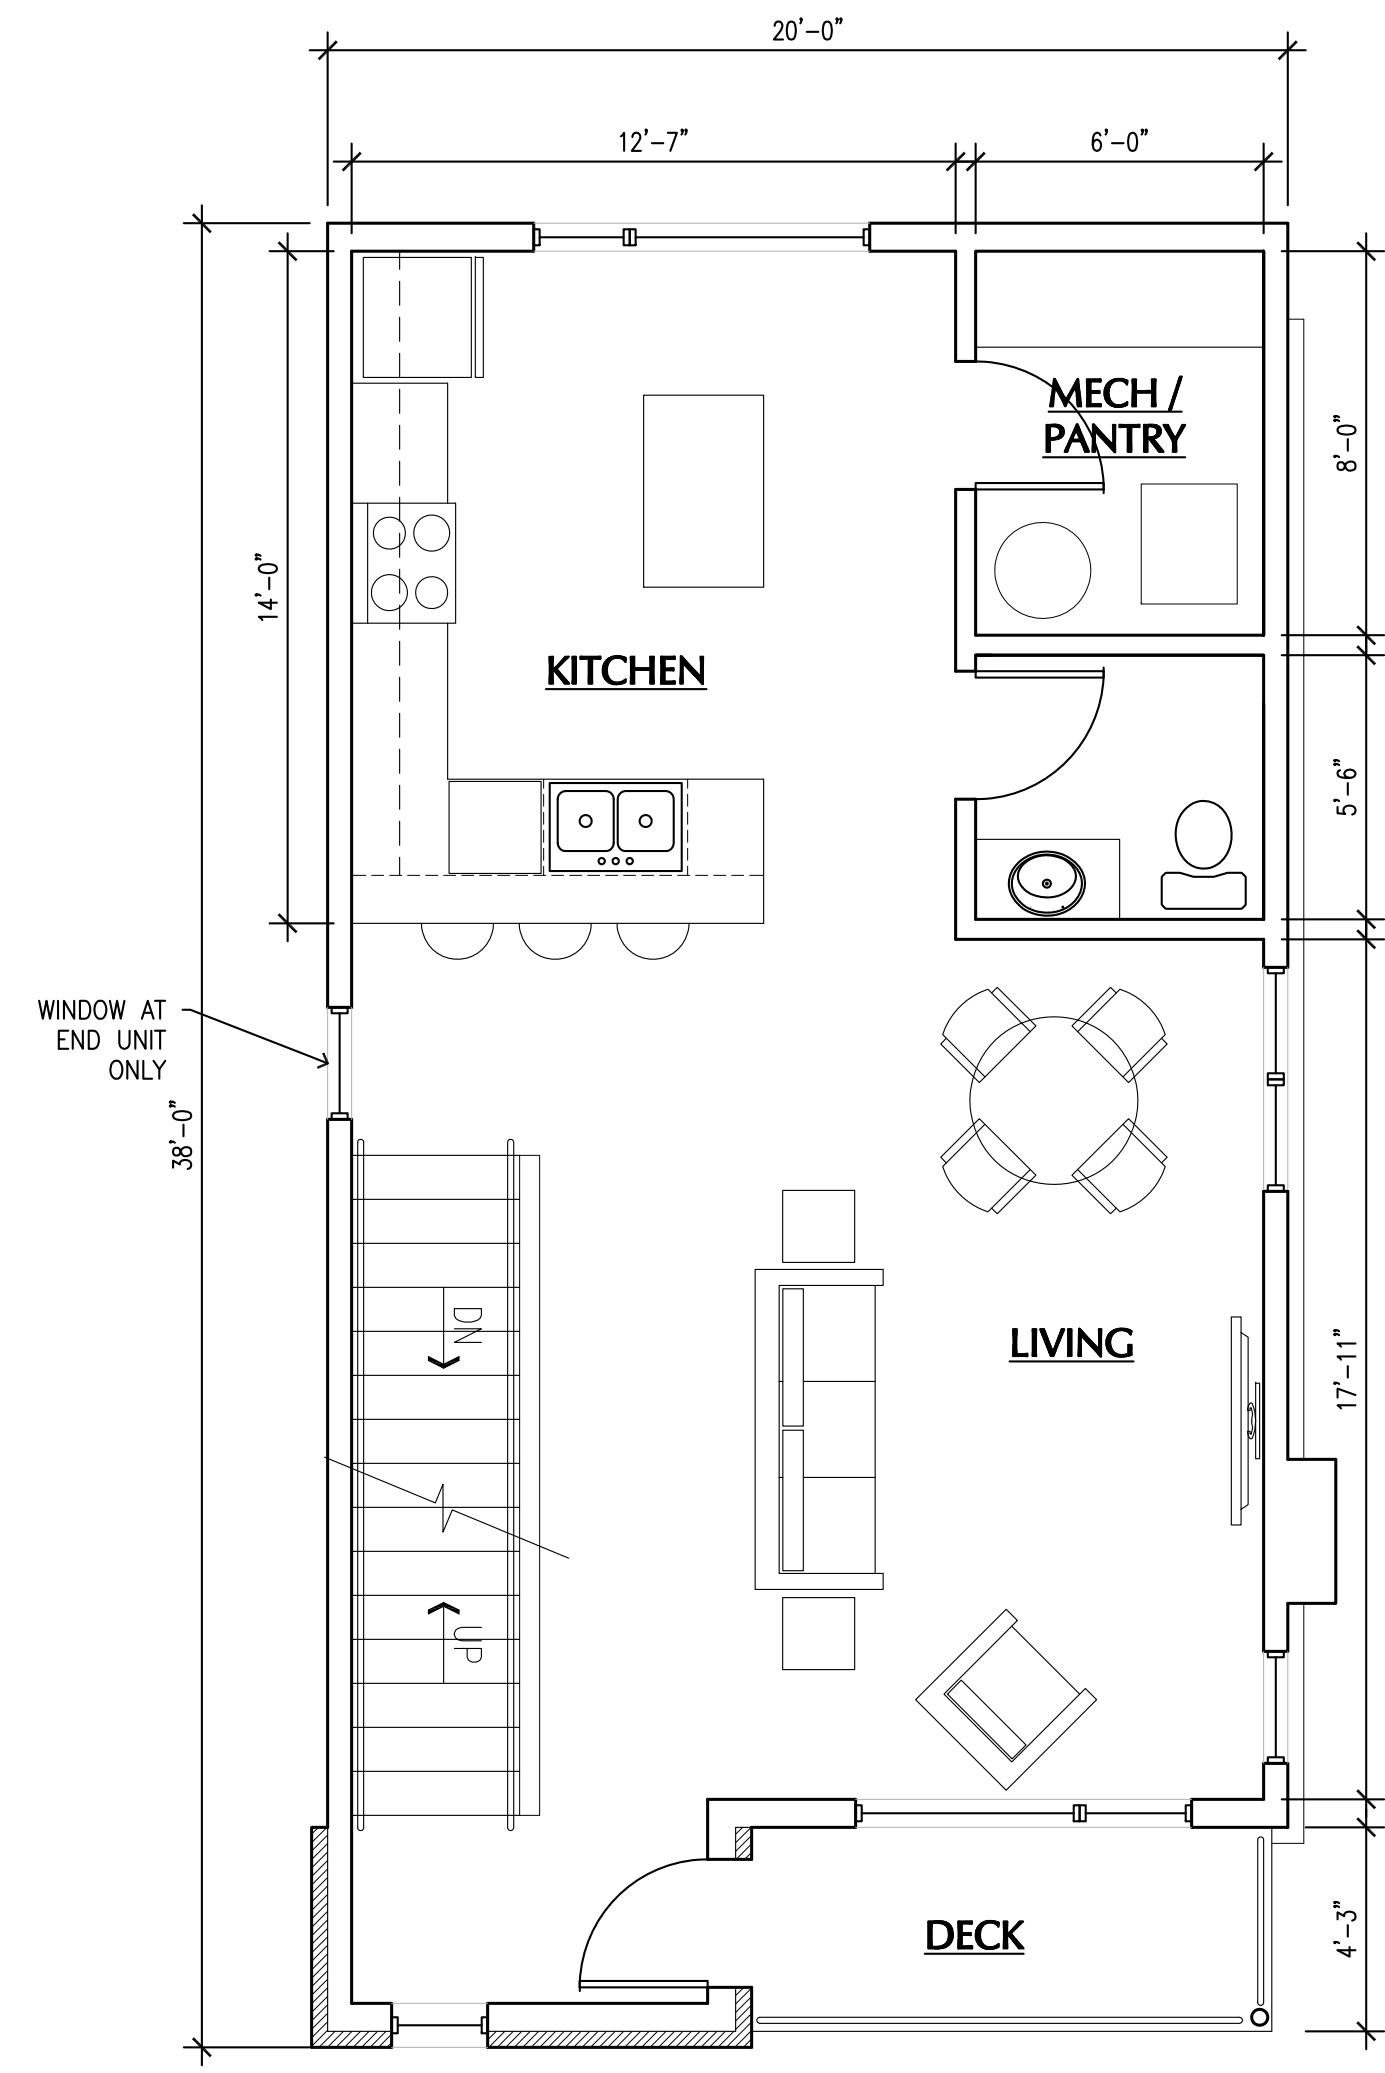 20'-0"
12'-7"
6'-0"
MECH /
PANTRY
8'-0"
14'-0"
KITCHEN
5'-6"
WINDOW AT
END UNIT
ONLY
38'-0"
DN
LIVING
17'-11"
UP
DECK
4'-3"